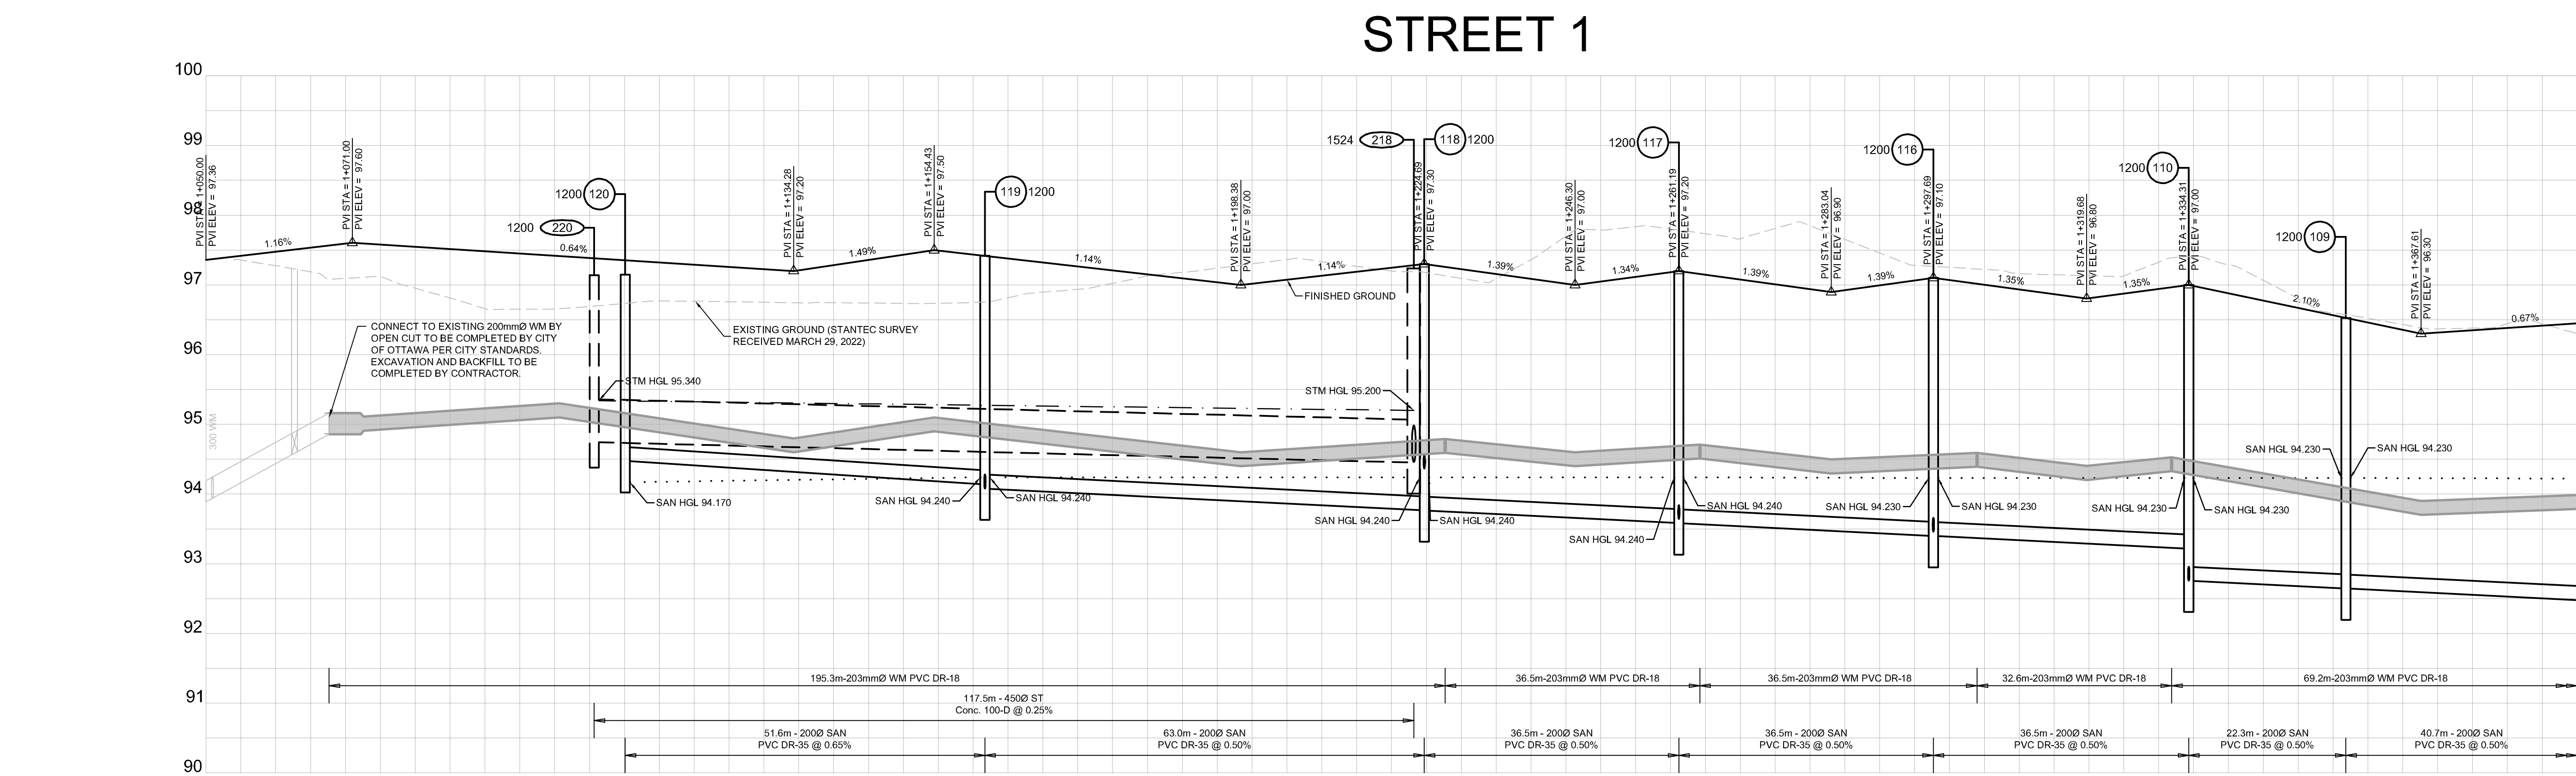 STREET 1
100
99
98
97
96
95
94
93
92
91
90
PVI STA = 1+050.00
PVI ELEV = 97.36
1.16%
PVI STA = 1+071.00
PVI ELEV = 97.60
0.64%
1200 220
1200 120
PVI STA = 1+134.28
PVI ELEV = 97.20
1.49%
PVI STA = 1+154.43
PVI ELEV = 97.50
119 1200
1.14%
PVI STA = 1+198.38
PVI ELEV = 97.00
1.14%
1524 218
118 1200
PVI STA = 1+224.69
PVI ELEV = 97.30
1.39%
PVI STA = 1+246.30
PVI ELEV = 97.00
1.34%
1200 117
PVI STA = 1+261.19
PVI ELEV = 97.20
1.39%
PVI STA = 1+283.04
PVI ELEV = 96.90
1.39%
1200 116
PVI STA = 1+297.69
PVI ELEV = 97.10
1.35%
PVI STA = 1+319.68
PVI ELEV = 96.80
1.35%
1200 110
PVI STA = 1+334.31
PVI ELEV = 97.00
2.10%
1200 109
PVI STA = 1+367.61
PVI ELEV = 96.30
0.67%
FINISHED GROUND
EXISTING GROUND (STANTEC SURVEY
RECEIVED MARCH 29, 2022)
CONNECT TO EXISTING 200mmØ WM BY
OPEN CUT TO BE COMPLETED BY CITY
OF OTTAWA PER CITY STANDARDS.
EXCAVATION AND BACKFILL TO BE
COMPLETED BY CONTRACTOR.
300 WM
STM HGL 95.340
STM HGL 95.200
SAN HGL 94.170
SAN HGL 94.240
SAN HGL 94.240
SAN HGL 94.240
SAN HGL 94.240
SAN HGL 94.240
SAN HGL 94.240
SAN HGL 94.230
SAN HGL 94.230
SAN HGL 94.230
SAN HGL 94.230
SAN HGL 94.230
SAN HGL 94.230
195.3m-203mmØ WM PVC DR-18
36.5m-203mmØ WM PVC DR-18
36.5m-203mmØ WM PVC DR-18
32.6m-203mmØ WM PVC DR-18
69.2m-203mmØ WM PVC DR-18
117.5m - 450Ø ST
Conc. 100-D @ 0.25%
51.6m - 200Ø SAN
PVC DR-35 @ 0.65%
63.0m - 200Ø SAN
PVC DR-35 @ 0.50%
36.5m - 200Ø SAN
PVC DR-35 @ 0.50%
36.5m - 200Ø SAN
PVC DR-35 @ 0.50%
36.5m - 200Ø SAN
PVC DR-35 @ 0.50%
22.3m - 200Ø SAN
PVC DR-35 @ 0.50%
40.7m - 200Ø SAN
PVC DR-35 @ 0.50%